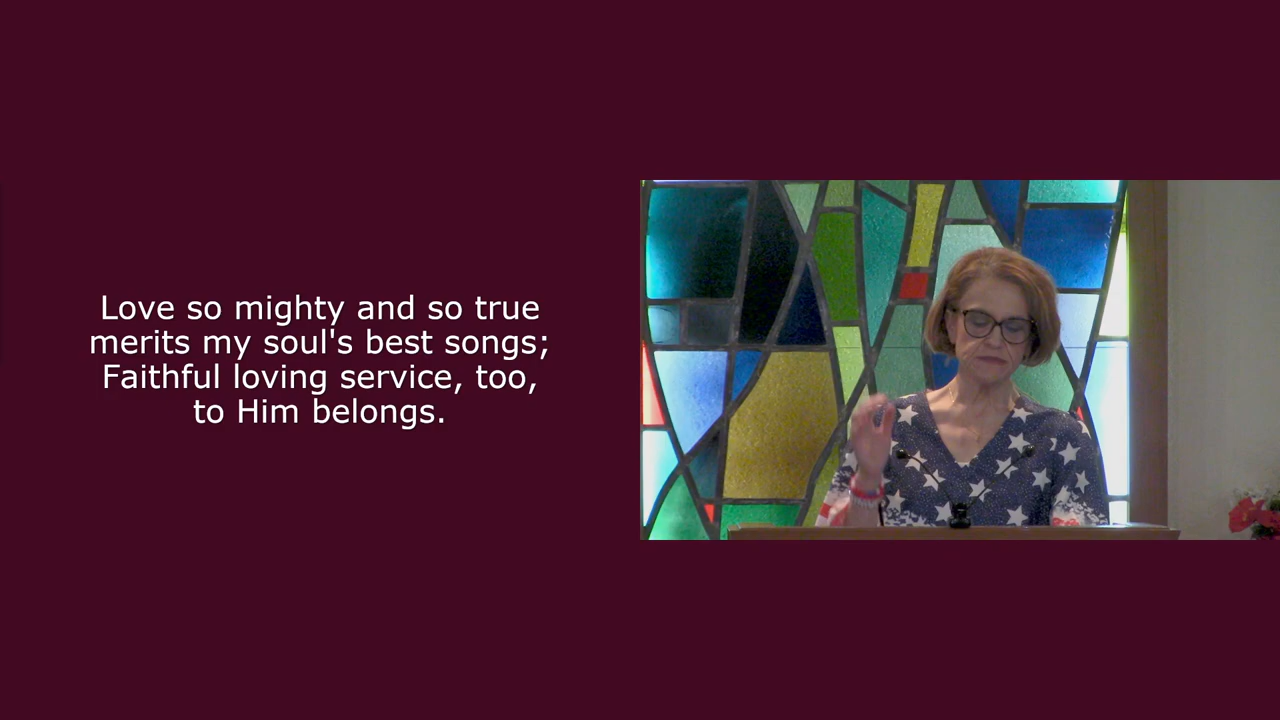 Love so mighty and so true
merits my soul's best songs;
Faithful loving service, too,
to Him belongs.